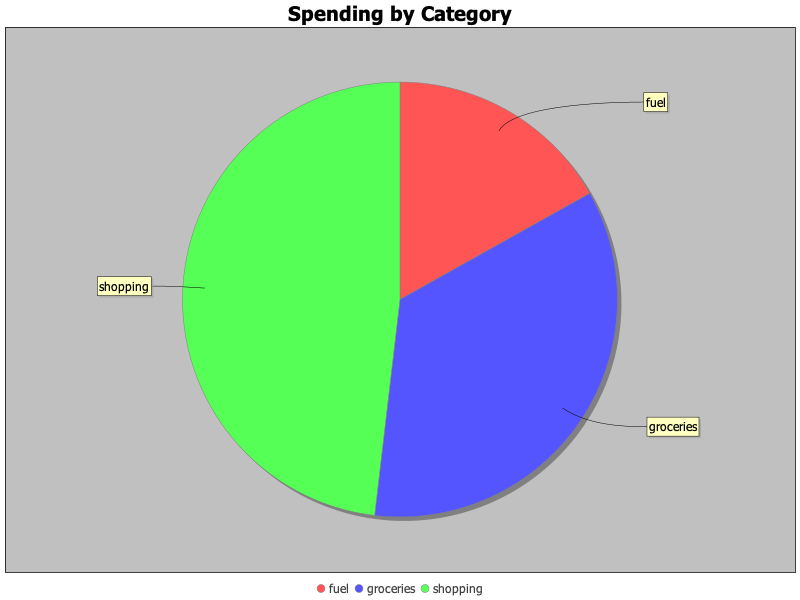 Spending by Category
fuel
shopping
groceries
fuel groceries shopping